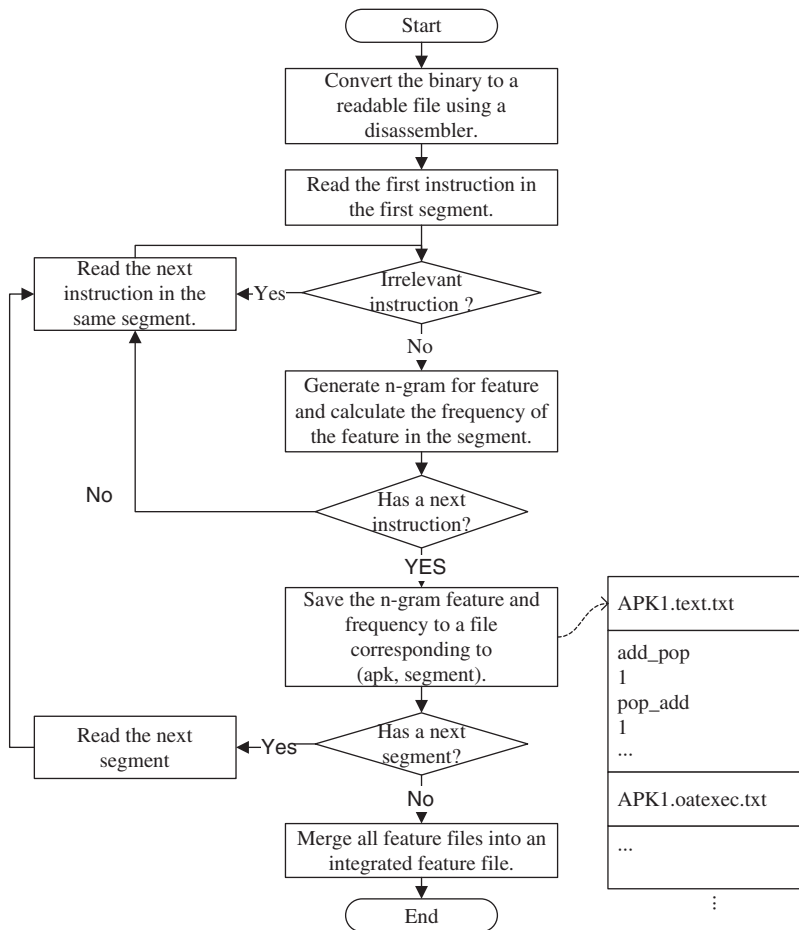 Start
Convert the binary to a
readable file using a
disassembler.
Read the first instruction in
the first segment.
Read the next
instruction in the
same segment.
Yes
Irrelevant
instruction ?
No
Generate n-gram for feature
and calculate the frequency of
the feature in the segment.
No
Has a next
instruction?
YES
Save the n-gram feature and
frequency to a file
corresponding to
(apk, segment).
APK1.text.txt
add_pop
1
pop_add
1
...
APK1.oatexec.txt
...
...
Read the next
segment
Yes
Has a next
segment?
No
Merge all feature files into an
integrated feature file.
End